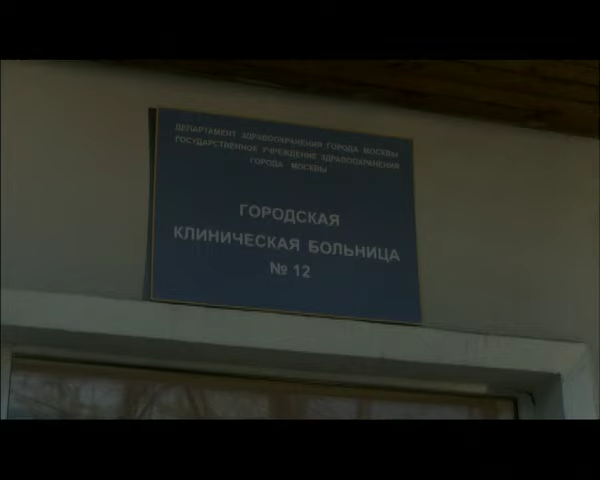 ДЕПАРТАМЕНТ ЗДРАВООХРАНЕНИЯ ГОРОДА МОСКВЫ
ГОСУДАРСТВЕННОЕ УЧРЕЖДЕНИЕ ЗДРАВООХРАНЕНИЯ
ГОРОДА МОСКВЫ
ГОРОДСКАЯ
КЛИНИЧЕСКАЯ БОЛЬНИЦА
№ 12